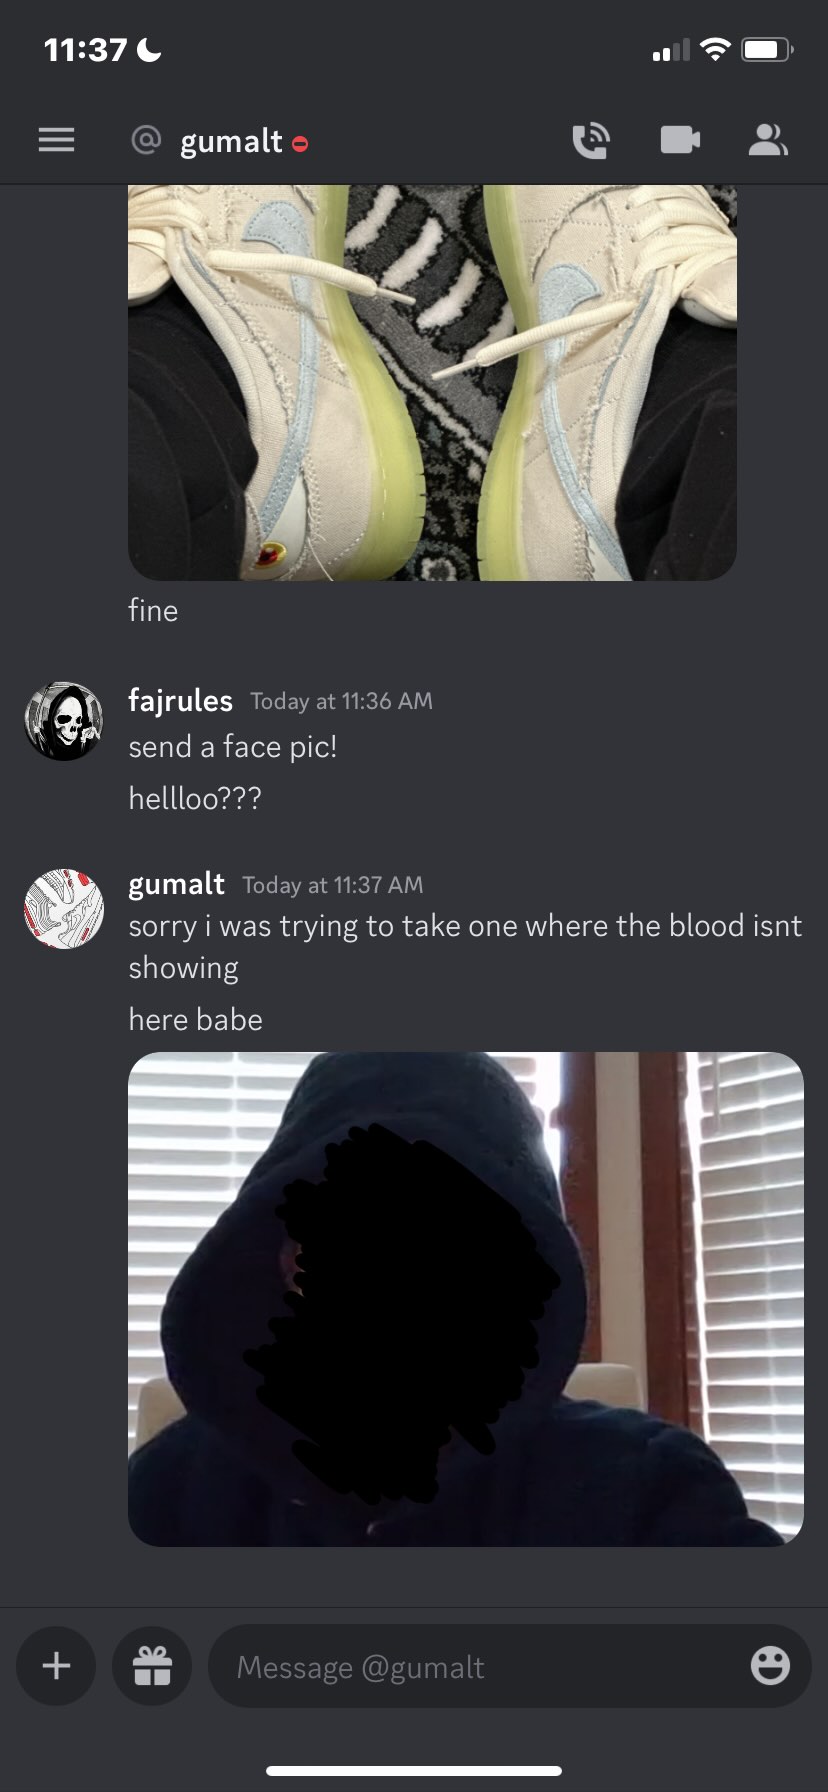 11:37
@ gumalt
fine
fajrules Today at 11:36 AM
send a face pic!
hellloo???
gumalt Today at 11:37 AM
sorry i was trying to take one where the blood isnt
showing
here babe
Message @gumalt